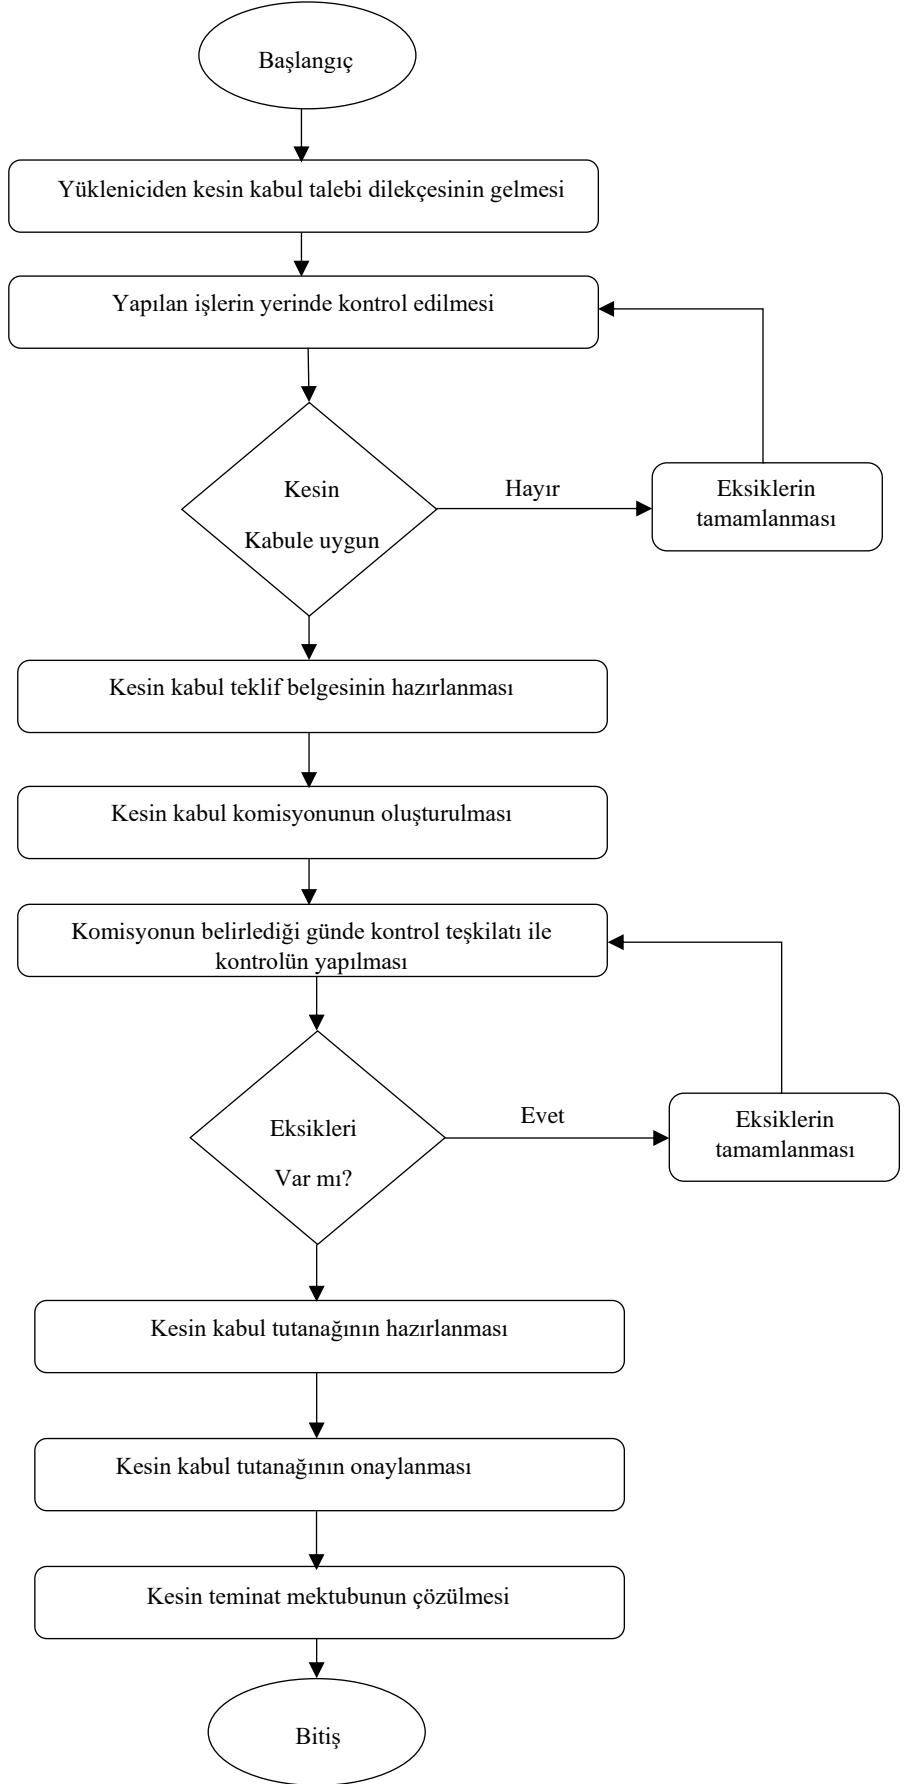 Başlangıç
Yükleniciden kesin kabul talebi dilekçesinin gelmesi
Yapılan işlerin yerinde kontrol edilmesi
Kesin
Kabule uygun
Hayır
Eksiklerin
tamamlanması
Kesin kabul teklif belgesinin hazırlanması
Kesin kabul komisyonunun oluşturulması
Komisyonun belirlediği günde kontrol teşkilatı ile
kontrolün yapılması
Eksikleri
Var mı?
Evet
Eksiklerin
tamamlanması
Kesin kabul tutanağının hazırlanması
Kesin kabul tutanağının onaylanması
Kesin teminat mektubunun çözülmesi
Bitiş